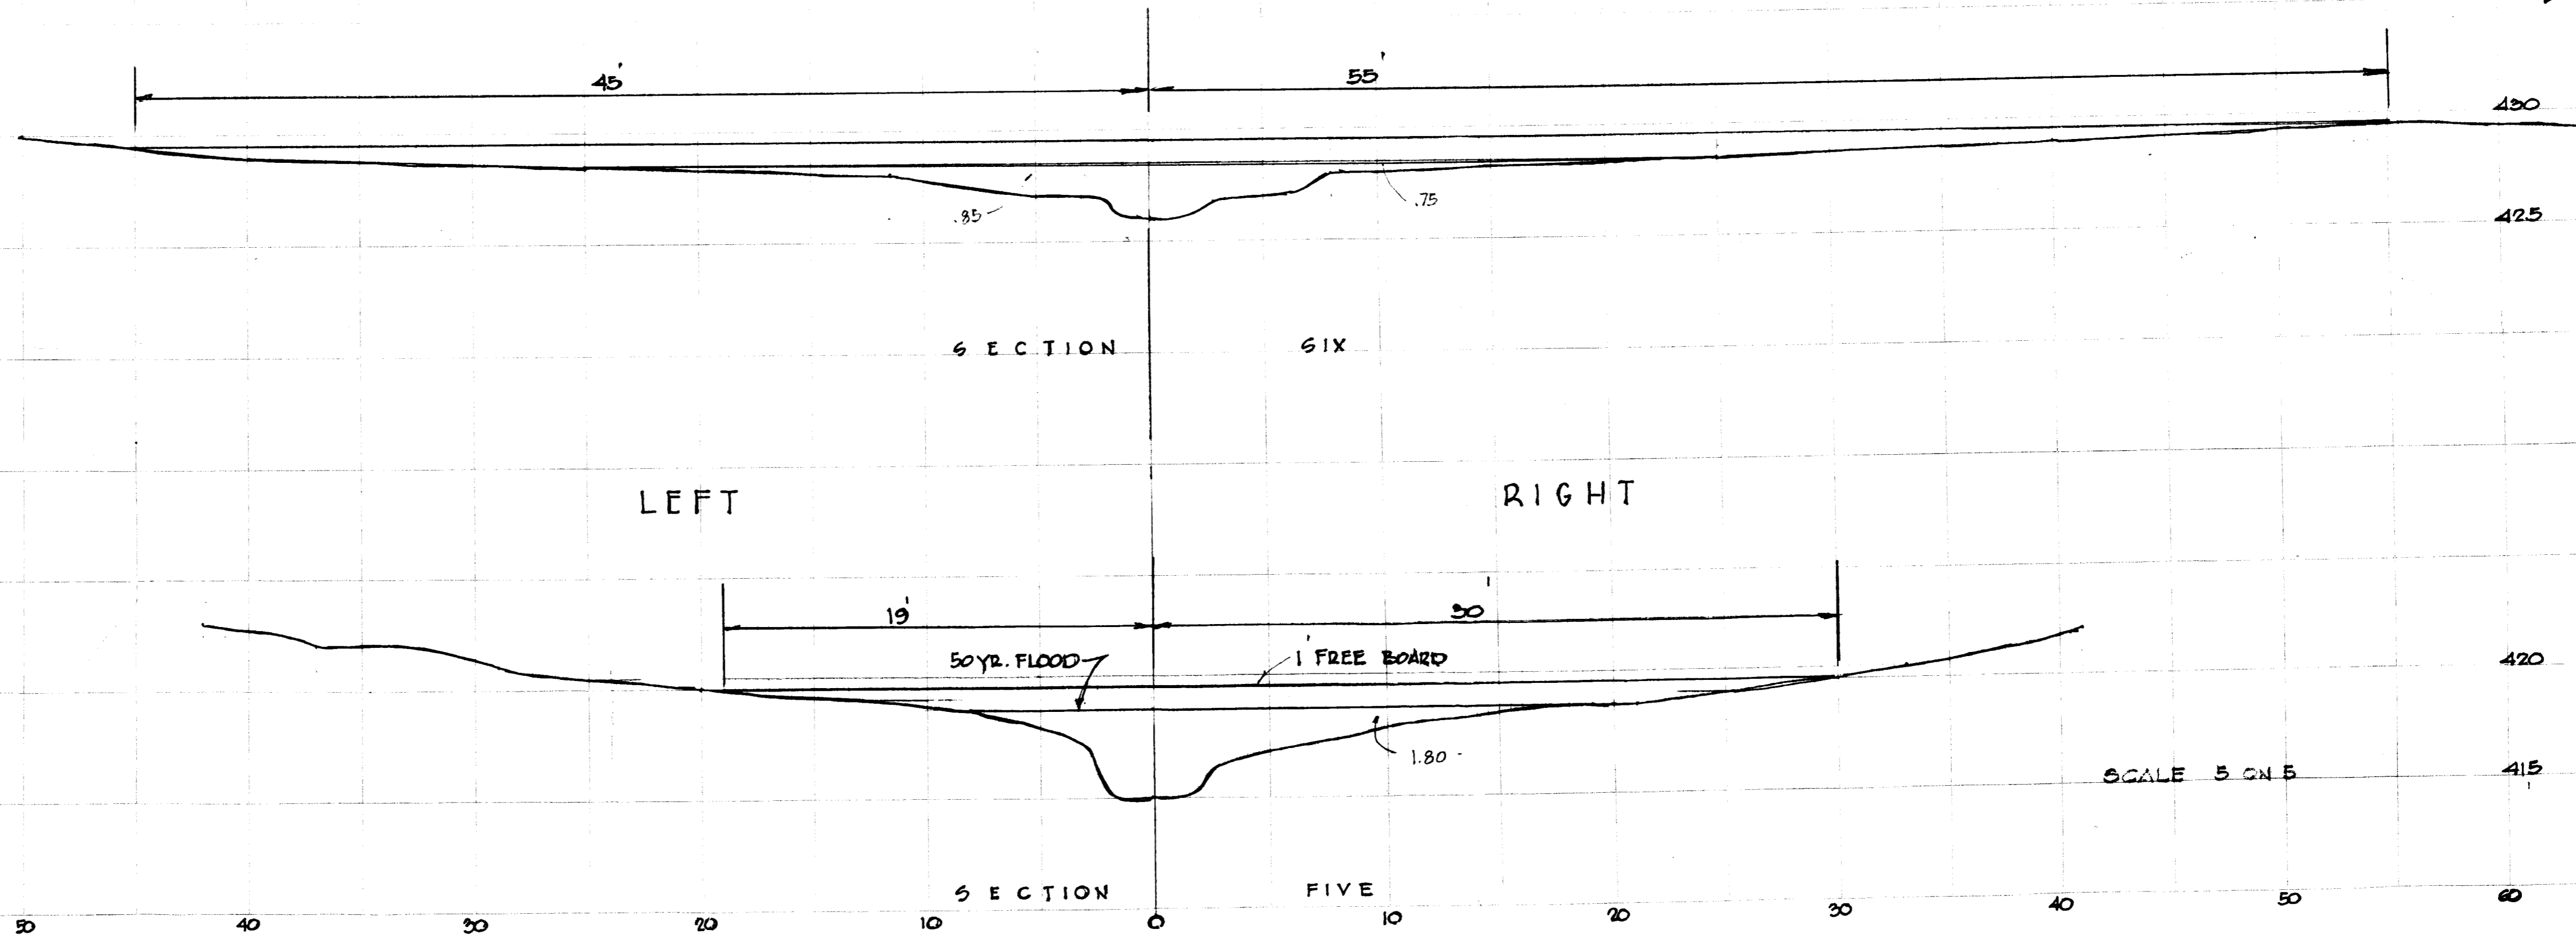 45' 55'
430
.85 .75
425
SECTION SIX
LEFT RIGHT
19' 30'
50 YR. FLOOD 1' FREE BOARD
420
1.80
SCALE 5 ON 5 415
SECTION FIVE
50 40 30 20 10 0 10 20 30 40 50 60